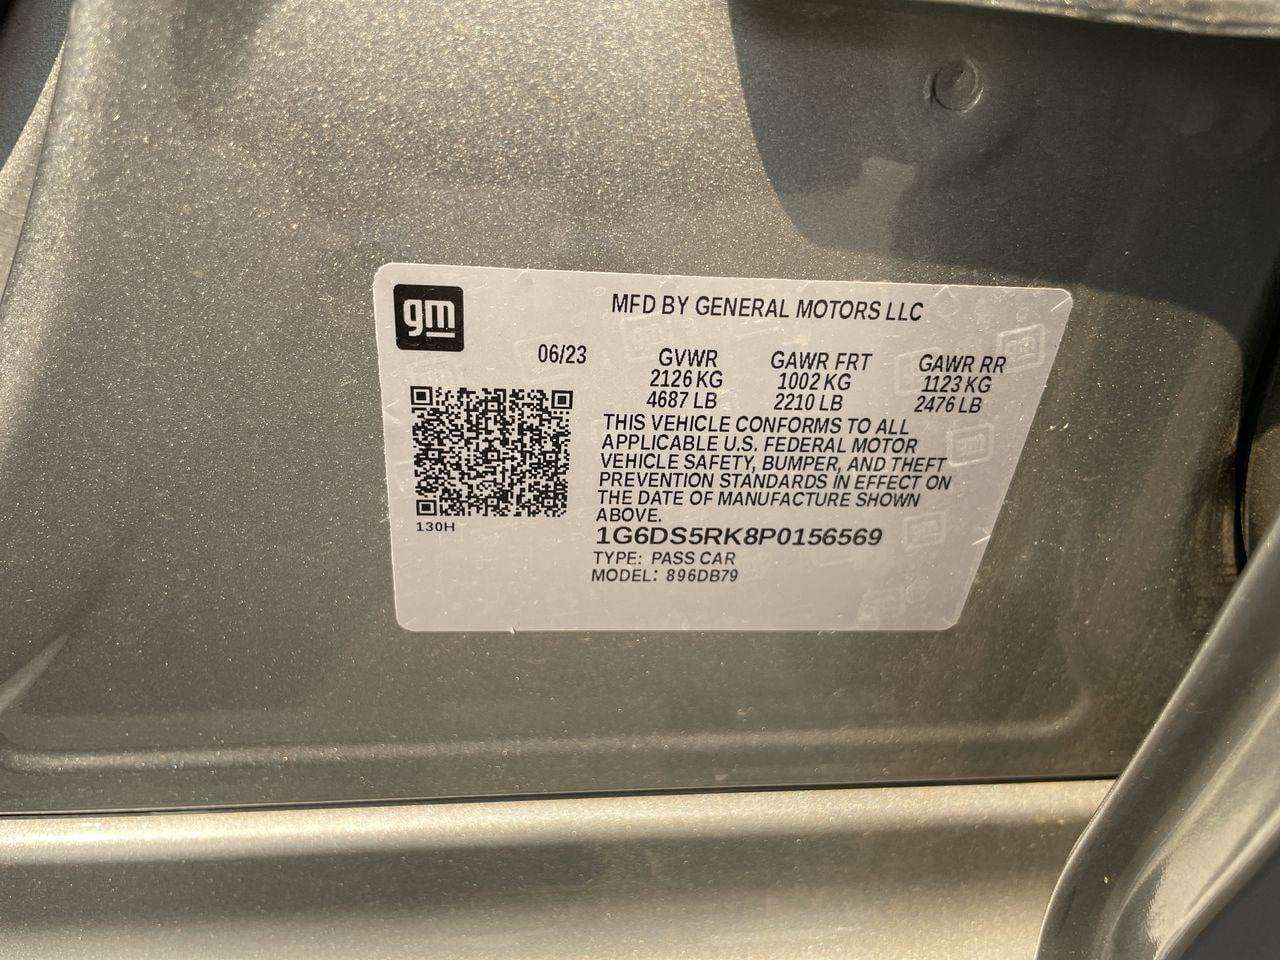 gm
MFD BY GENERAL MOTORS LLC
06/23 GVWR GAWR FRT GAWR RR
2126 KG 1002 KG 1123 KG
4687 LB 2210 LB 2476 LB
THIS VEHICLE CONFORMS TO ALL
APPLICABLE U.S. FEDERAL MOTOR
VEHICLE SAFETY, BUMPER, AND THEFT
PREVENTION STANDARDS IN EFFECT ON
THE DATE OF MANUFACTURE SHOWN
ABOVE.
130H
1G6DS5RK8P0156569
TYPE: PASS CAR
MODEL: 896DB79